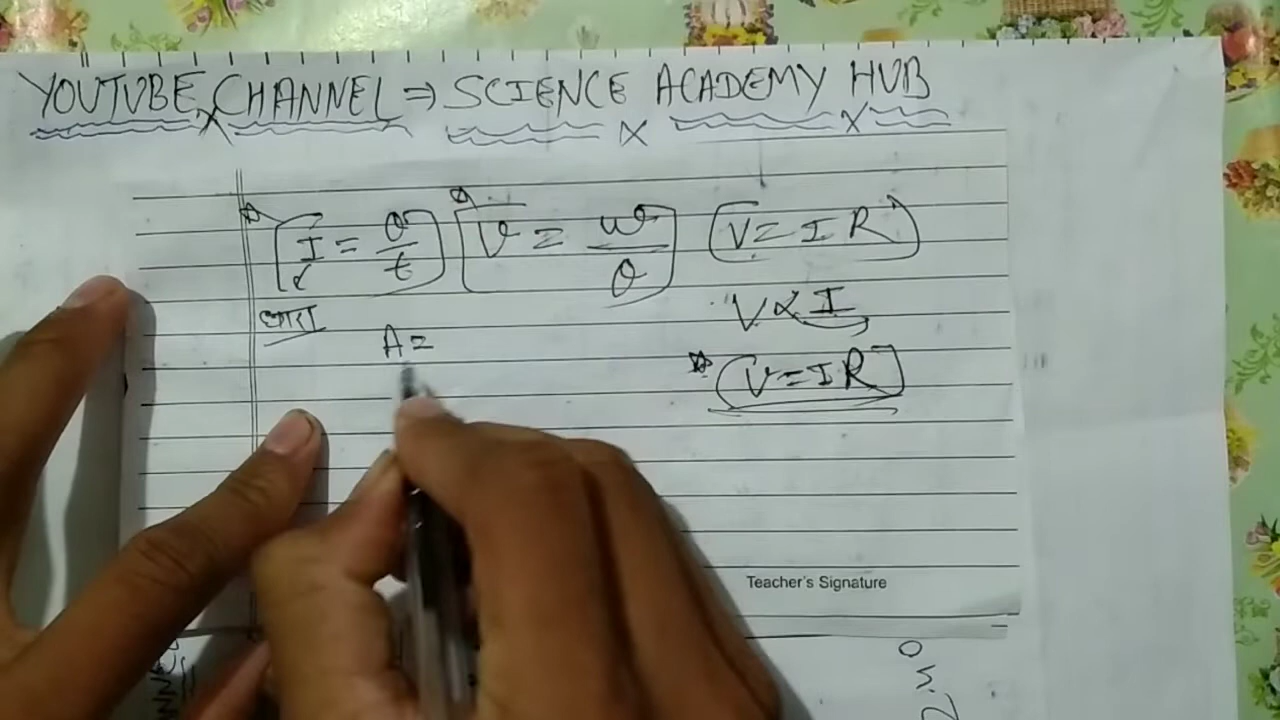 YOUTUBE CHANNEL ⇒ SCIENCE ACADEMY HUB
I = Q/t V = W/Q V = IR
धारा V ∝ I
A =
V = IR
Teacher's Signature